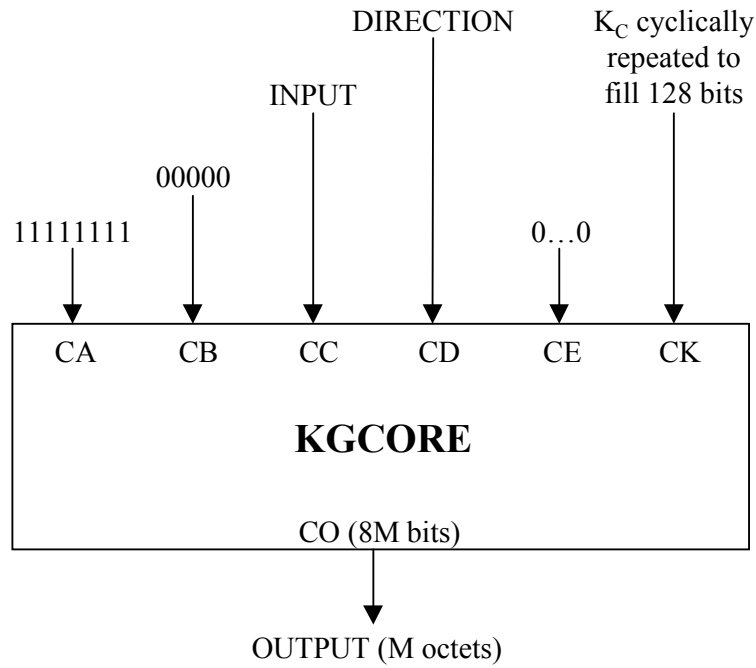 DIRECTION
K_C cyclically
repeated to
fill 128 bits
INPUT
00000
11111111
0…0
CA CB CC CD CE CK
KGCORE
CO (8M bits)
OUTPUT (M octets)